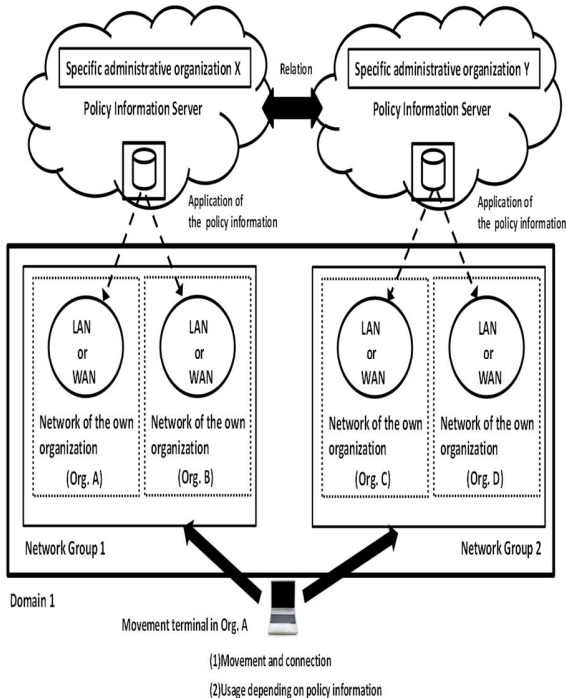 Specific administrative organization X
Relation
Specific administrative organization Y
Policy Information Server
Policy Information Server
Application of
the policy information
Application of
the policy information
LAN
or
WAN
LAN
or
WAN
LAN
or
WAN
LAN
or
WAN
Network of the own
organization
(Org. A)
Network of the own
organization
(Org. B)
Network of the own
organization
(Org. C)
Network of the own
organization
(Org. D)
Network Group 1
Network Group 2
Domain 1
Movement terminal in Org. A
(1)Movement and connection
(2)Usage depending on policy information